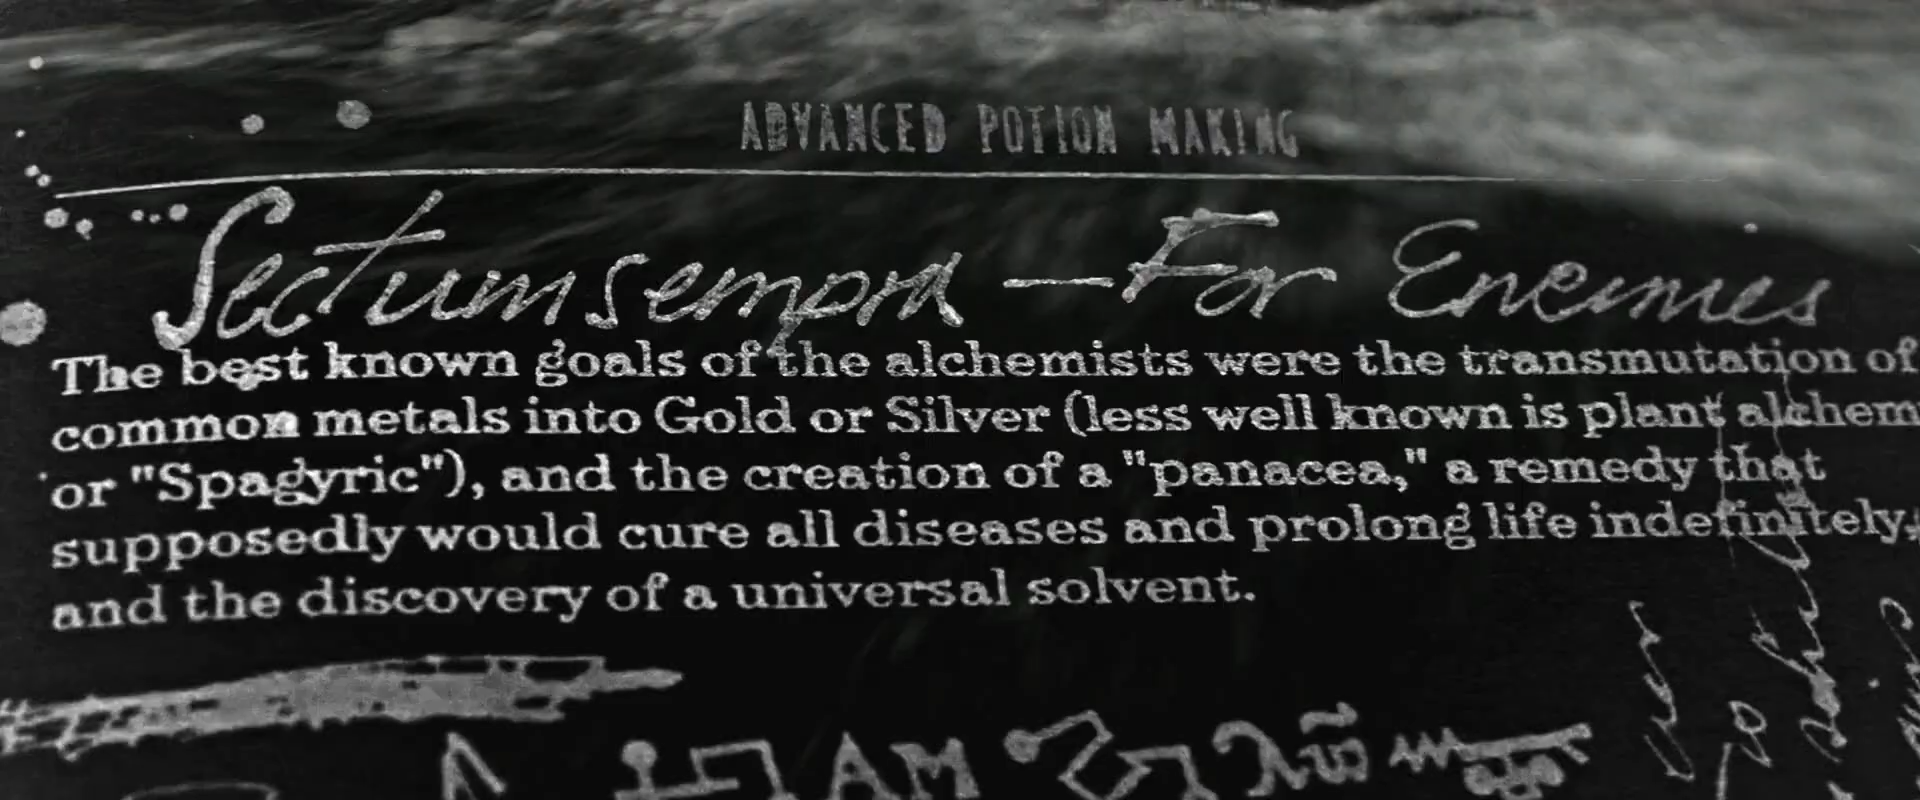 ADVANCED POTION MAKING
Sectumsempra —For Enemies
The best known goals of the alchemists were the transmutation of
common metals into Gold or Silver (less well known is plant alchem
or "Spagyric"), and the creation of a "panacea," a remedy that
supposedly would cure all diseases and prolong life indefinitely,
and the discovery of a universal solvent.
AM